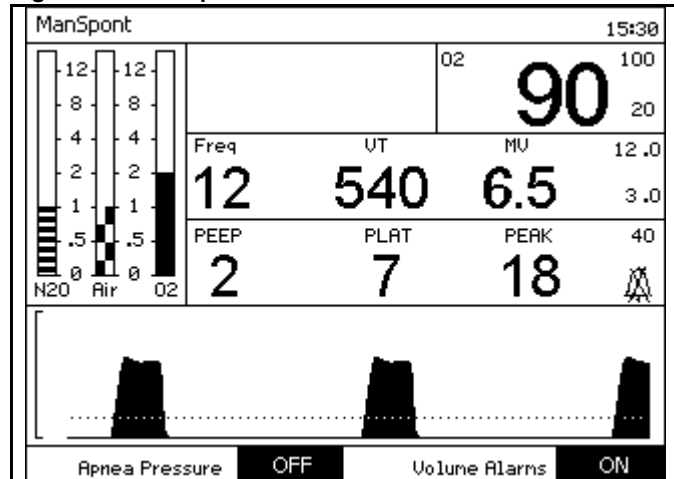 ManSpont 15:30
12 12 O2 100
8 8 90 20
4 4 Freq VT MV 12.0
2 2 12 540 6.5 3.0
1 1
.5 .5 PEEP PLAT PEAK 40
0 0 2 7 18
N2O Air O2
Apnea Pressure OFF Volume Alarms ON